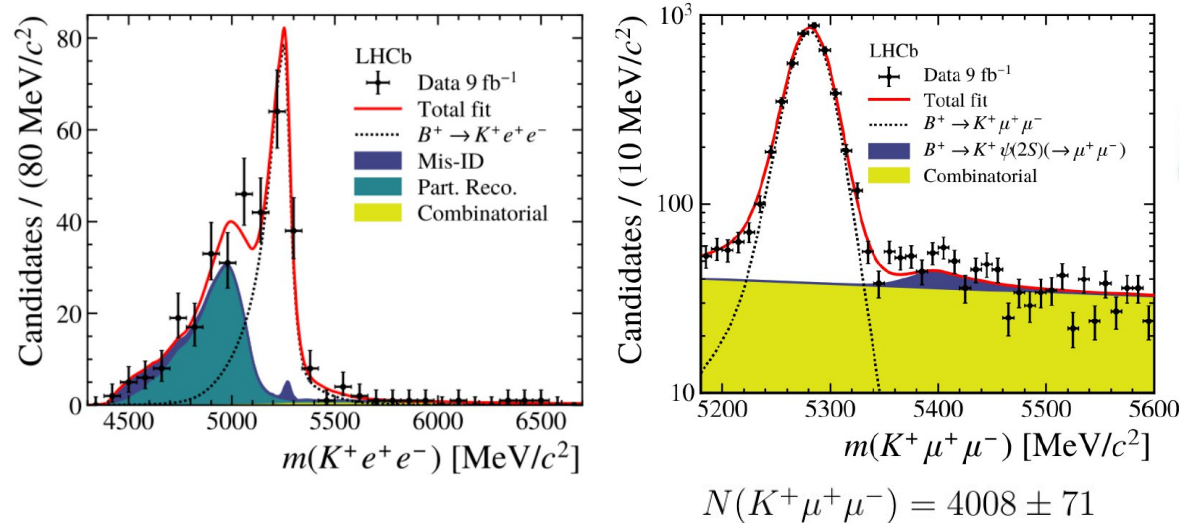 Candidates / (80 MeV/c²)
80
60
40
20
0
LHCb
Data 9 fb⁻¹
Total fit
B⁺ → K⁺ e⁺ e⁻
Mis-ID
Part. Reco.
Combinatorial
4500 5000 5500 6000 6500
m(K⁺ e⁺ e⁻) [MeV/c²]
Candidates / (10 MeV/c²)
10³
100
10
LHCb
Data 9 fb⁻¹
Total fit
B⁺ → K⁺ μ⁺ μ⁻
B⁺ → K⁺ ψ(2S)(→ μ⁺ μ⁻)
Combinatorial
5200 5300 5400 5500 5600
m(K⁺ μ⁺ μ⁻) [MeV/c²]
N(K⁺μ⁺μ⁻) = 4008 ± 71